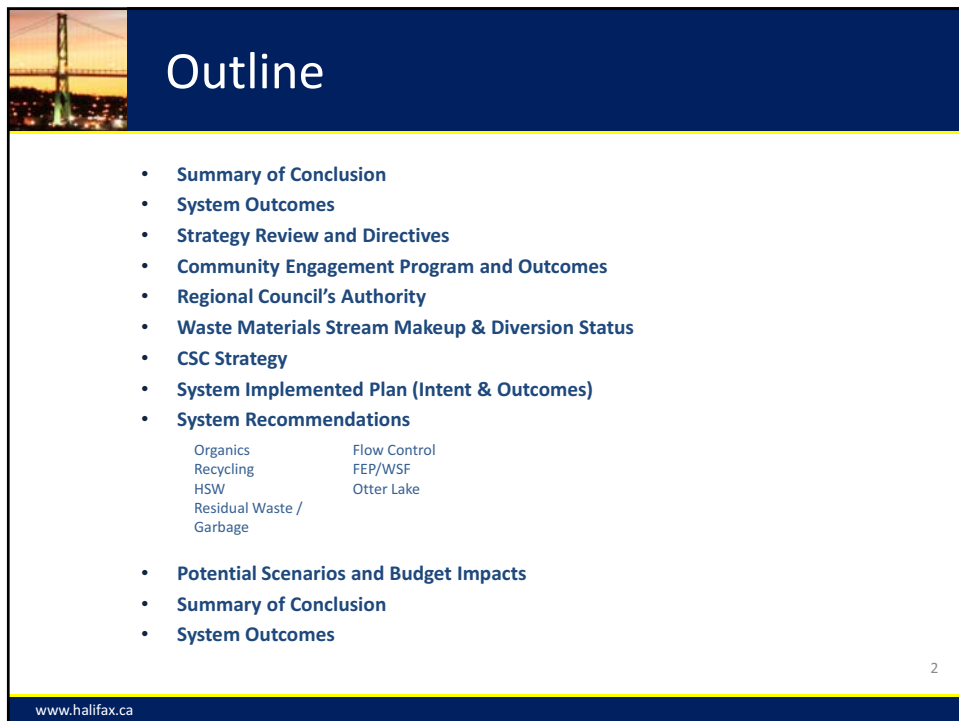 Outline
• Summary of Conclusion
• System Outcomes
• Strategy Review and Directives
• Community Engagement Program and Outcomes
• Regional Council’s Authority
• Waste Materials Stream Makeup & Diversion Status
• CSC Strategy
• System Implemented Plan (Intent & Outcomes)
• System Recommendations
Organics
Recycling
HSW
Residual Waste /
Garbage
Flow Control
FEP/WSF
Otter Lake
• Potential Scenarios and Budget Impacts
• Summary of Conclusion
• System Outcomes
2
www.halifax.ca